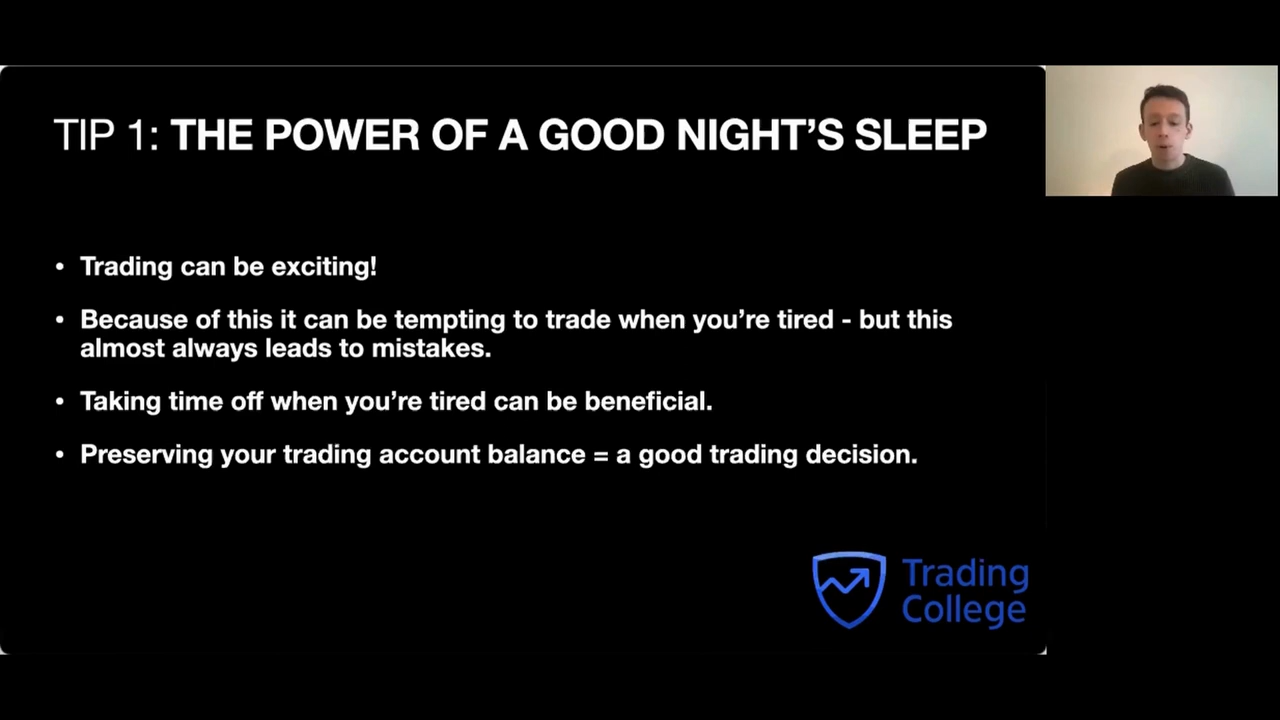 TIP 1: THE POWER OF A GOOD NIGHT’S SLEEP
• Trading can be exciting!
• Because of this it can be tempting to trade when you’re tired - but this
almost always leads to mistakes.
• Taking time off when you’re tired can be beneficial.
• Preserving your trading account balance = a good trading decision.
Trading
College